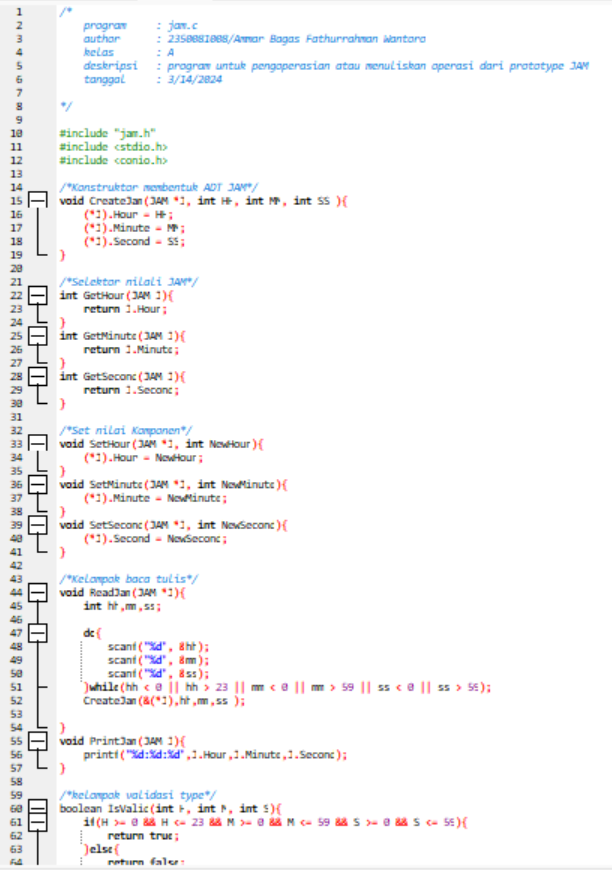 1 /*
2 program : jam.c
3 author : 2350081008/Ammar Bagas Fathurrahman Wantoro
4 kelas : A
5 deskripsi : program untuk pengoperasian atau menuliskan operasi dari prototype JAM
6 tanggal : 3/14/2024
7
8 */
9
10 #include "jam.h"
11 #include <stdio.h>
12 #include <conio.h>
13
14 /*Konstruktor membentuk ADT JAM*/
15 void CreateJam(JAM *J, int HH, int MM, int SS ){
16 (*J).Hour = HH;
17 (*J).Minute = MM;
18 (*J).Second = SS;
19 }
20
21 /*Selektor nilali JAM*/
22 int GetHour(JAM J){
23 return J.Hour;
24 }
25 int GetMinute(JAM J){
26 return J.Minute;
27 }
28 int GetSecond(JAM J){
29 return J.Second;
30 }
31
32 /*Set nilai Komponen*/
33 void SetHour(JAM *J, int NewHour){
34 (*J).Hour = NewHour;
35 }
36 void SetMinute(JAM *J, int NewMinute){
37 (*J).Minute = NewMinute;
38 }
39 void SetSecond(JAM *J, int NewSecond){
40 (*J).Second = NewSecond;
41 }
42
43 /*Kelompok baca tulis*/
44 void ReadJam(JAM *J){
45 int hh,mm,ss;
46
47 do{
48 scanf("%d", &hh);
49 scanf("%d", &mm);
50 scanf("%d", &ss);
51 }while(hh < 0 || hh > 23 || mm < 0 || mm > 59 || ss < 0 || ss > 59);
52 CreateJam(&(*J),hh,mm,ss );
53
54 }
55 void PrintJam(JAM J){
56 printf("%d:%d:%d",J.Hour,J.Minute,J.Second);
57 }
58
59 /*kelompok validasi type*/
60 boolean IsValid(int H, int M, int S){
61 if(H >= 0 && H <= 23 && M >= 0 && M <= 59 && S >= 0 && S <= 59){
62 return true;
63 }else{
64 return false;